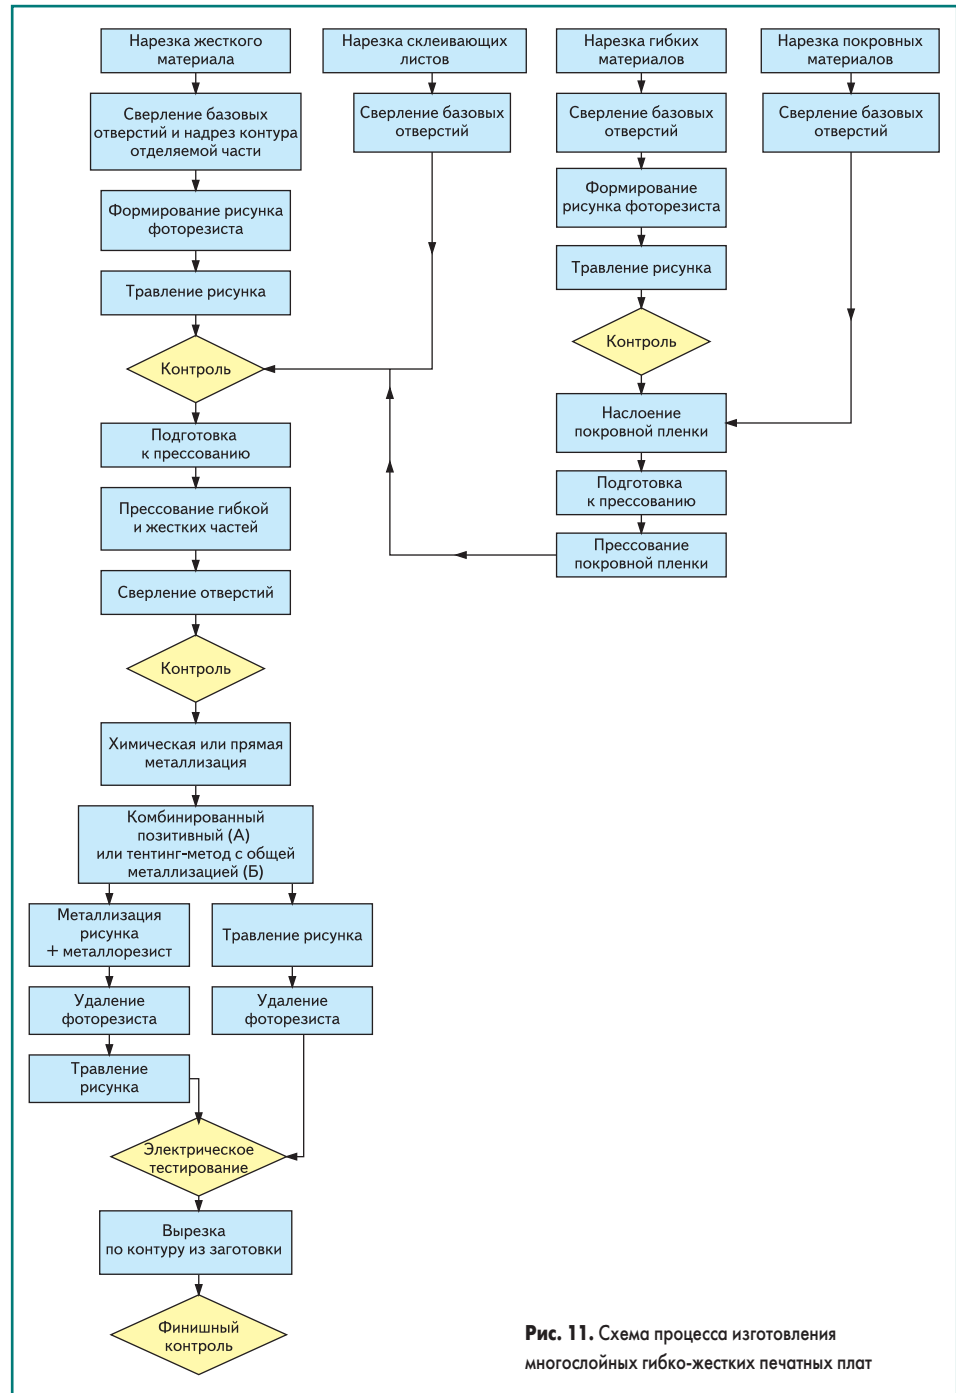 Нарезка жесткого
материала
Сверление базовых
отверстий и надрез контура
отделяемой части
Формирование рисунка
фоторезиста
Травление рисунка
Контроль
Подготовка
к прессованию
Прессование гибкой
и жестких частей
Сверление отверстий
Контроль
Химическая или прямая
металлизация
Комбинированный
позитивный (А)
или тентинг-метод с общей
металлизацией (Б)
Металлизация
рисунка
+ металлорезист
Удаление
фоторезиста
Травление
рисунка
Травление рисунка
Удаление
фоторезиста
Электрическое
тестирование
Вырезка
по контуру из заготовки
Финишный
контроль
Нарезка склеивающих
листов
Сверление базовых
отверстий
Нарезка гибких
материалов
Сверление базовых
отверстий
Формирование
рисунка фоторезиста
Травление рисунка
Контроль
Наслоение
покровной пленки
Подготовка
к прессованию
Прессование
покровной пленки
Нарезка покровных
материалов
Сверление базовых
отверстий
Рис. 11. Схема процесса изготовления
многослойных гибко-жестких печатных плат